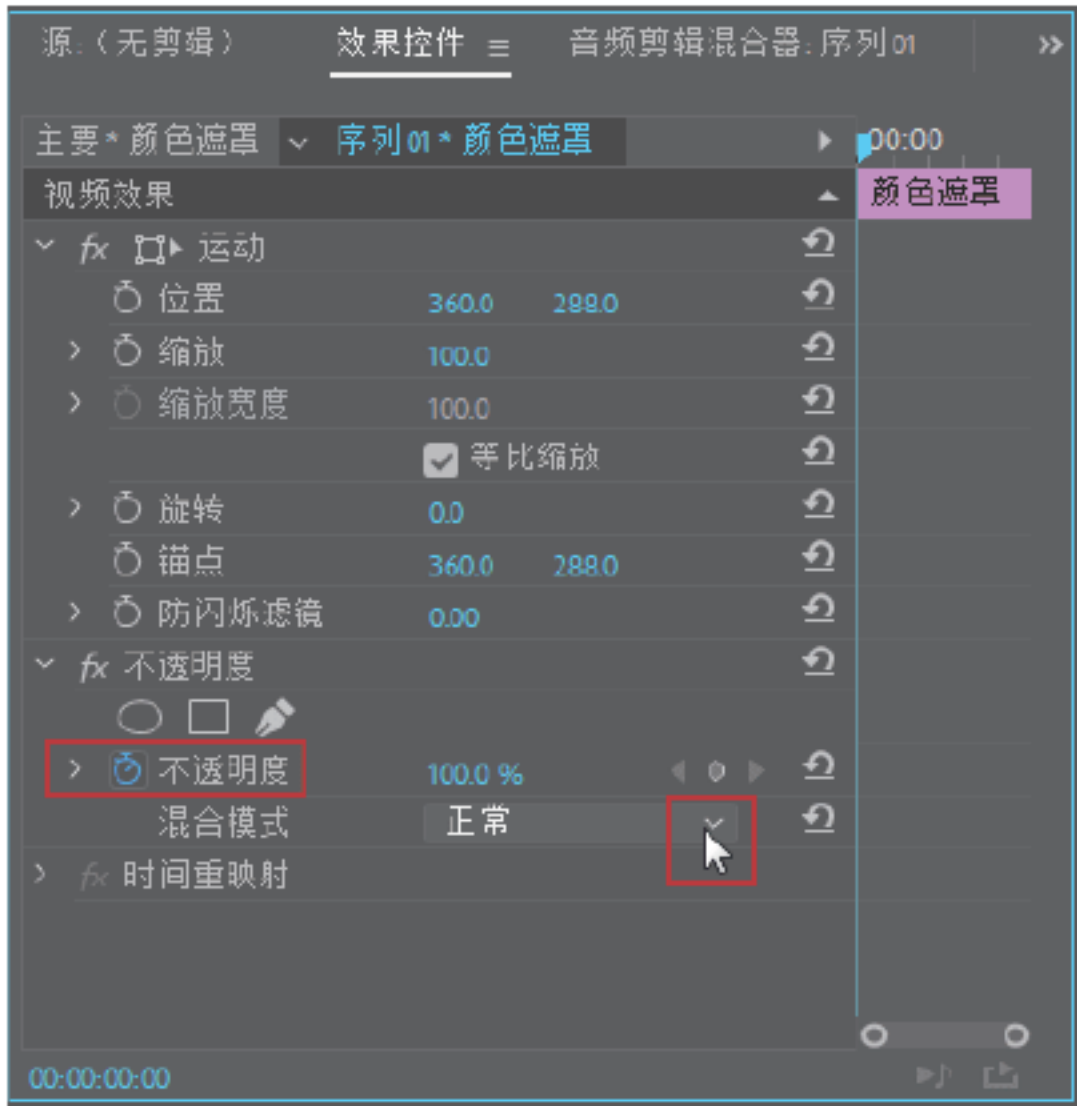 源:（无剪辑） 效果控件 ≡ 音频剪辑混合器:序列 01 »
主要 * 颜色遮罩 序列 01 * 颜色遮罩 00:00
视频效果 颜色遮罩
fx 运动
位置 360.0 288.0
缩放 100.0
缩放宽度 100.0
等比缩放
旋转 0.0
锚点 360.0 288.0
防闪烁滤镜 0.00
fx 不透明度
不透明度 100.0 %
混合模式 正常
fx 时间重映射
00:00:00:00